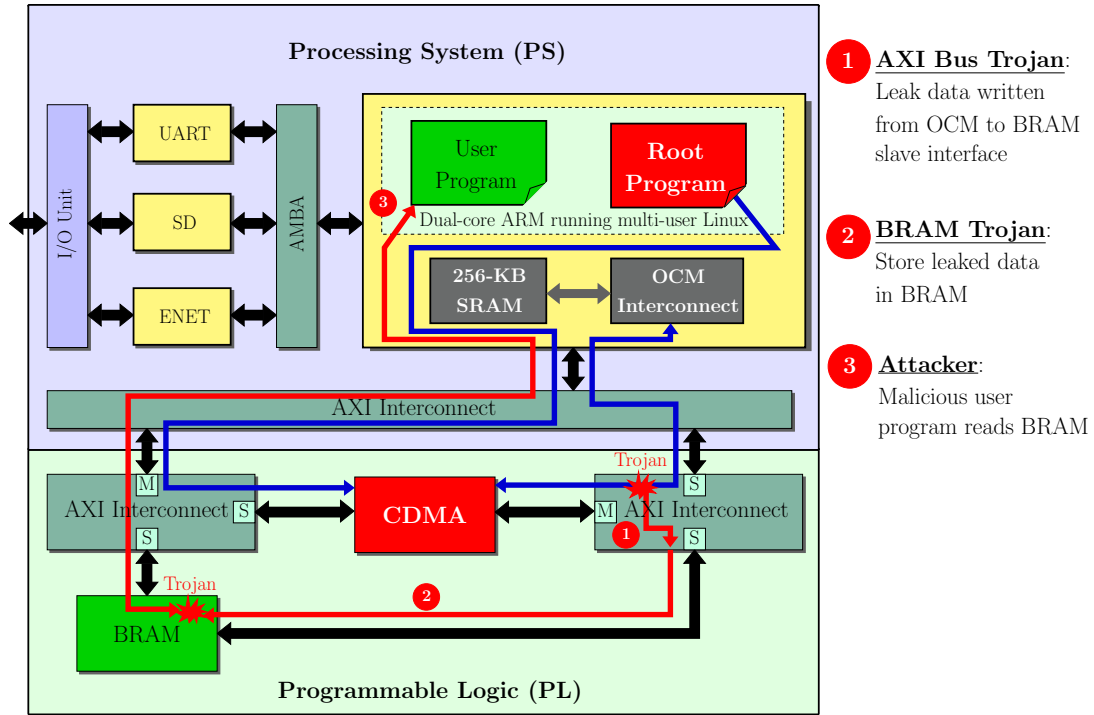 Processing System (PS)
I/O Unit
UART
SD
ENET
AMBA
User
Program
Root
Program
3
Dual-core ARM running multi-user Linux
256-KB
SRAM
OCM
Interconnect
AXI Interconnect
M
AXI Interconnect
S
S
CDMA
Trojan
S
AXI Interconnect
M
1
S
Trojan
2
BRAM
Programmable Logic (PL)
1
AXI Bus Trojan:
Leak data written
from OCM to BRAM
slave interface
2
BRAM Trojan:
Store leaked data
in BRAM
3
Attacker:
Malicious user
program reads BRAM